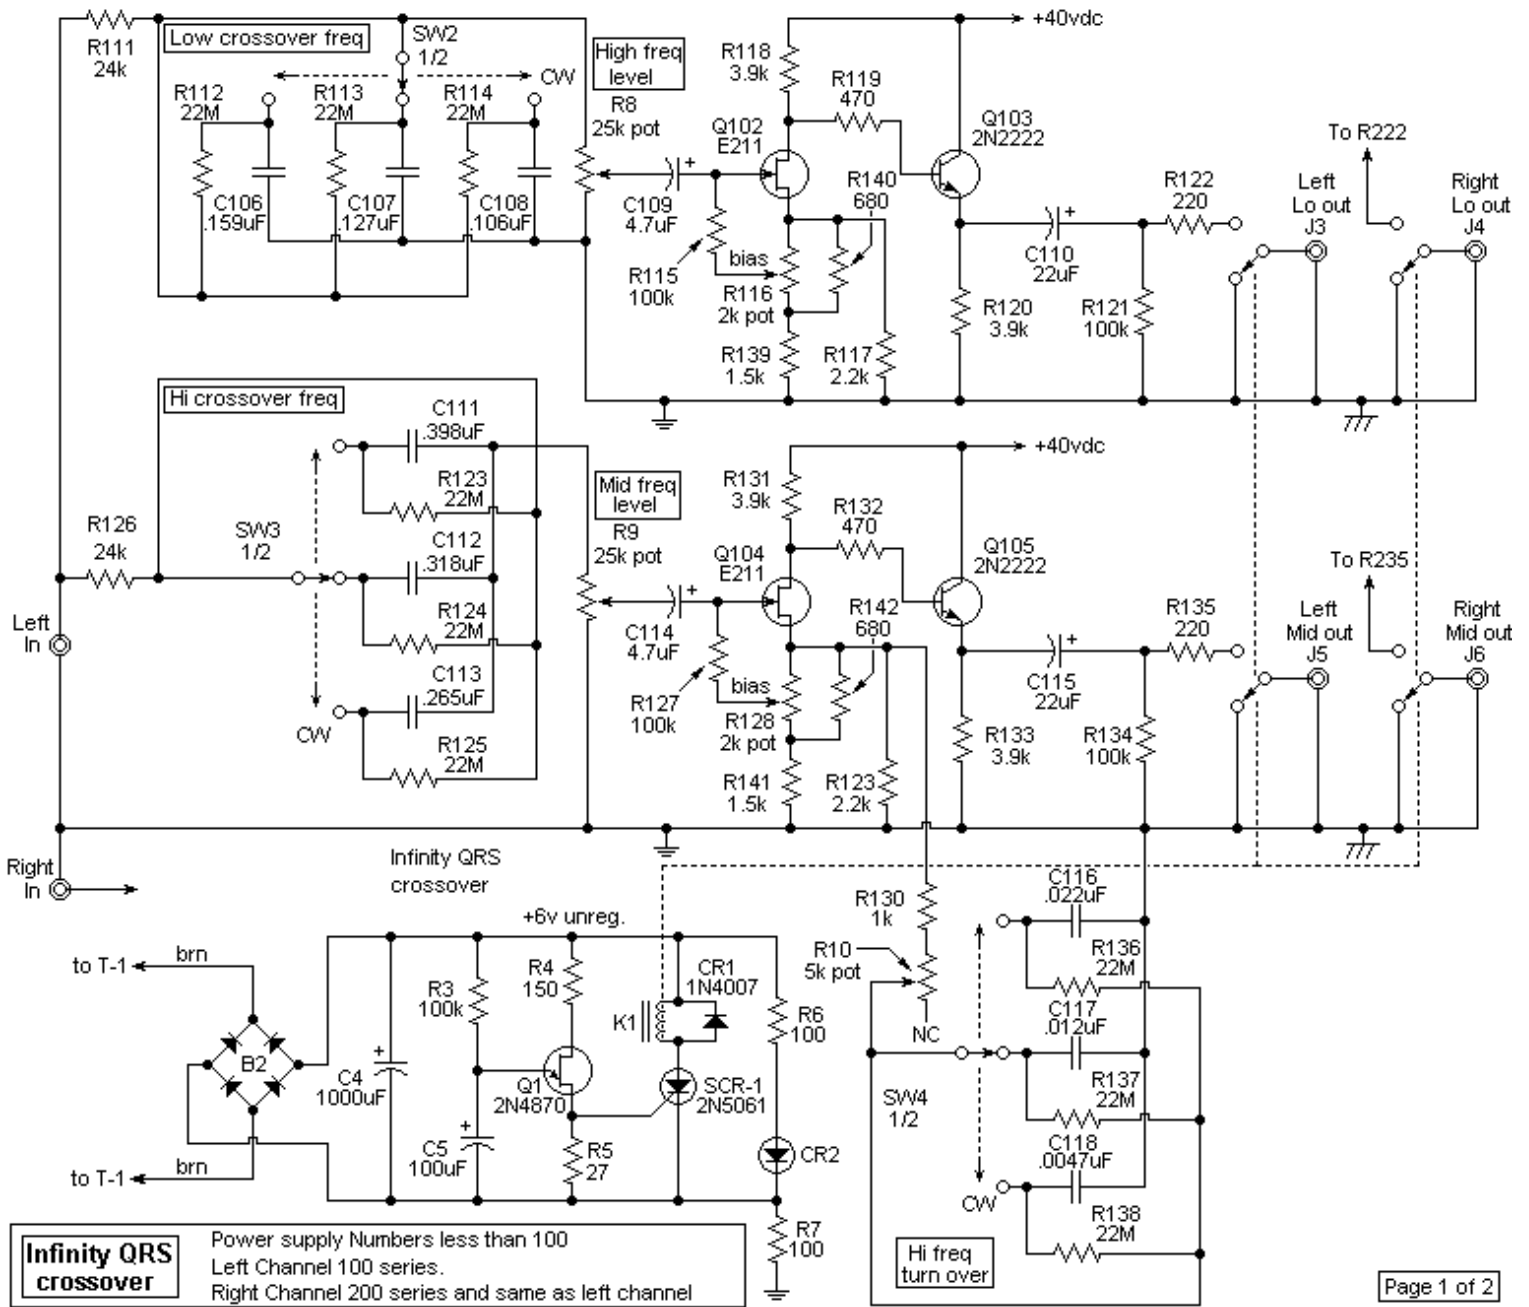 R111
24k
Low crossover freq
SW2
1/2
CW
R112
22M
R113
22M
R114
22M
C106
.159uF
C107
.127uF
C108
.106uF
High freq
level
R8
25k pot
C109
4.7uF
+
R115
100k
bias
R116
2k pot
R118
3.9k
R119
470
Q102
E211
Q103
2N2222
+40vdc
R140
680
R139
1.5k
R117
2.2k
R120
3.9k
+
C110
22uF
R121
100k
R122
220
Left
Lo out
J3
To R222
Right
Lo out
J4
Hi crossover freq
C111
.398uF
R123
22M
C112
.318uF
R124
22M
C113
.265uF
R125
22M
CW
SW3
1/2
R126
24k
Left
In
Mid freq
level
R9
25k pot
C114
4.7uF
+
R127
100k
bias
R128
2k pot
R131
3.9k
R132
470
Q104
E211
Q105
2N2222
+40vdc
R142
680
R141
1.5k
R123
2.2k
R133
3.9k
+
C115
22uF
R134
100k
R135
220
Left
Mid out
J5
To R235
Right
Mid out
J6
Right
In
Infinity QRS
crossover
+6v unreg.
to T-1
brn
B2
to T-1
brn
+
C4
1000uF
R3
100k
+
C5
100uF
R4
150
Q1
2N4870
R5
27
K1
CR1
1N4007
SCR-1
2N5061
R6
100
CR2
R7
100
R130
1k
R10
5k pot
NC
SW4
1/2
C116
.022uF
R136
22M
C117
.012uF
R137
22M
C118
.0047uF
CW
R138
22M
Hi freq
turn over
Infinity QRS
crossover
Power supply Numbers less than 100
Left Channel 100 series.
Right Channel 200 series and same as left channel
Page 1 of 2